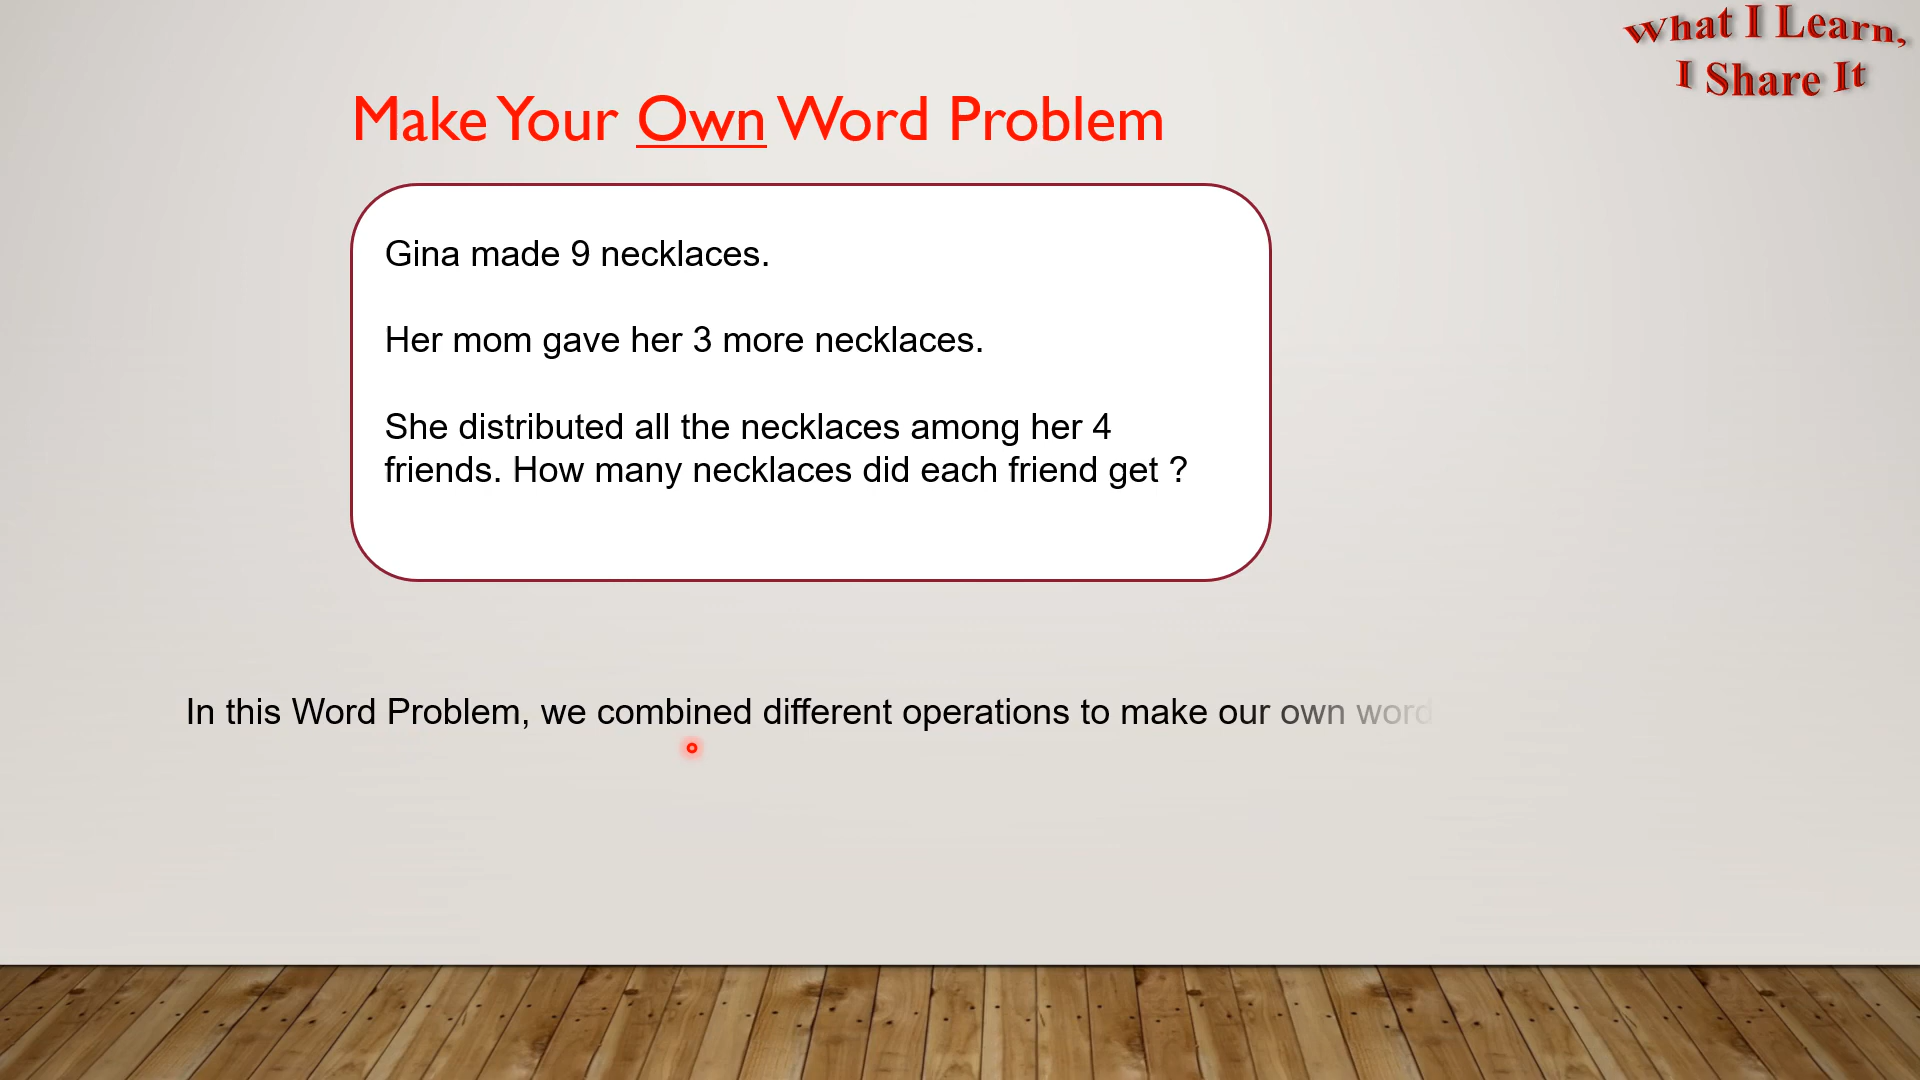 What I Learn,
I Share It
Make Your Own Word Problem
Gina made 9 necklaces.
Her mom gave her 3 more necklaces.
She distributed all the necklaces among her 4
friends. How many necklaces did each friend get ?
In this Word Problem, we combined different operations to make our own word